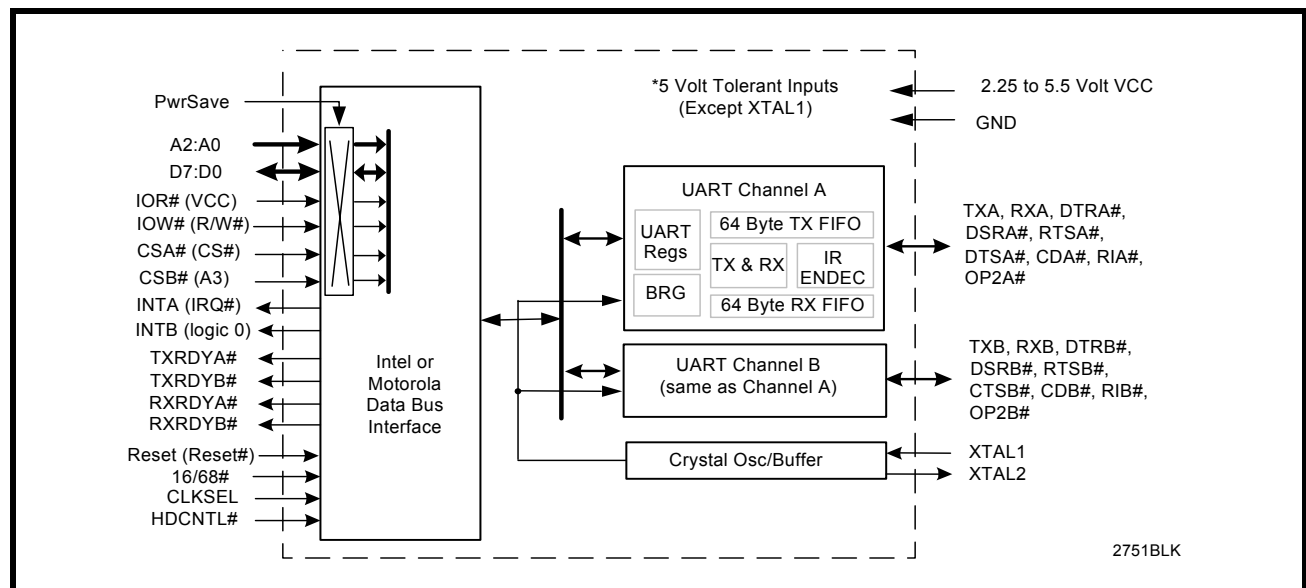 *5 Volt Tolerant Inputs
(Except XTAL1)
2.25 to 5.5 Volt VCC
GND
PwrSave
A2:A0
D7:D0
IOR# (VCC)
IOW# (R/W#)
CSA# (CS#)
CSB# (A3)
INTA (IRQ#)
INTB (logic 0)
TXRDYA#
TXRDYB#
RXRDYA#
RXRDYB#
Reset (Reset#)
16/68#
CLKSEL
HDCNTL#
Intel or
Motorola
Data Bus
Interface
UART Channel A
UART
Regs
BRG
64 Byte TX FIFO
TX & RX
IR
ENDEC
64 Byte RX FIFO
UART Channel B
(same as Channel A)
Crystal Osc/Buffer
TXA, RXA, DTRA#,
DSRA#, RTSA#,
DTSA#, CDA#, RIA#,
OP2A#
TXB, RXB, DTRB#,
DSRB#, RTSB#,
CTSB#, CDB#, RIB#,
OP2B#
XTAL1
XTAL2
2751BLK